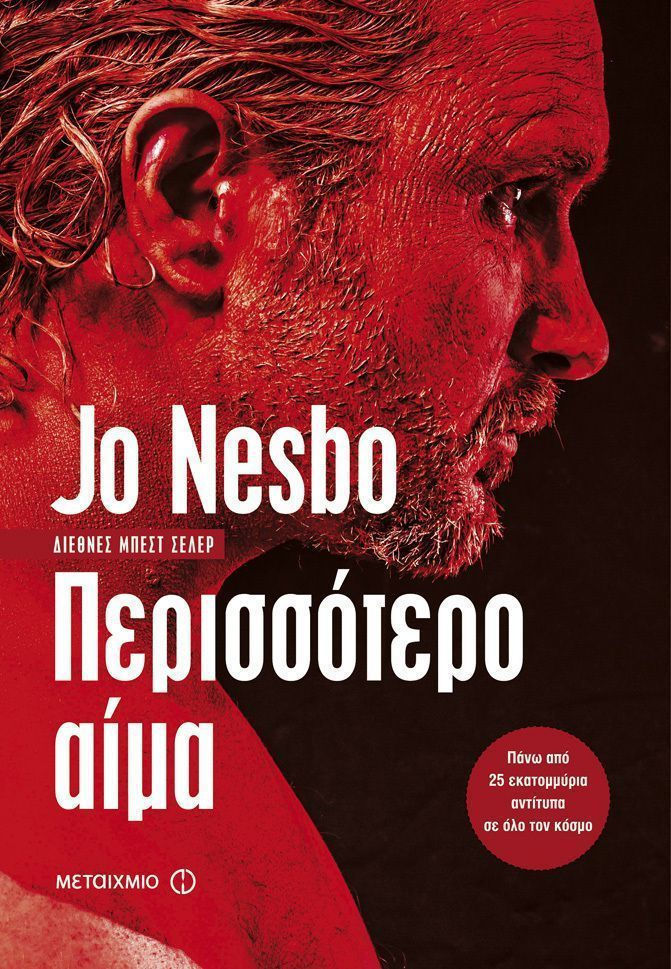 Jo Nesbo
ΔΙΕΘΝΕΣ ΜΠΕΣΤ ΣΕΛΕΡ
Περισσότερο
αίμα
Πάνω από
25 εκατομμύρια
αντίτυπα
σε όλο τον κόσμο
ΜΕΤΑΙΧΜΙΟ